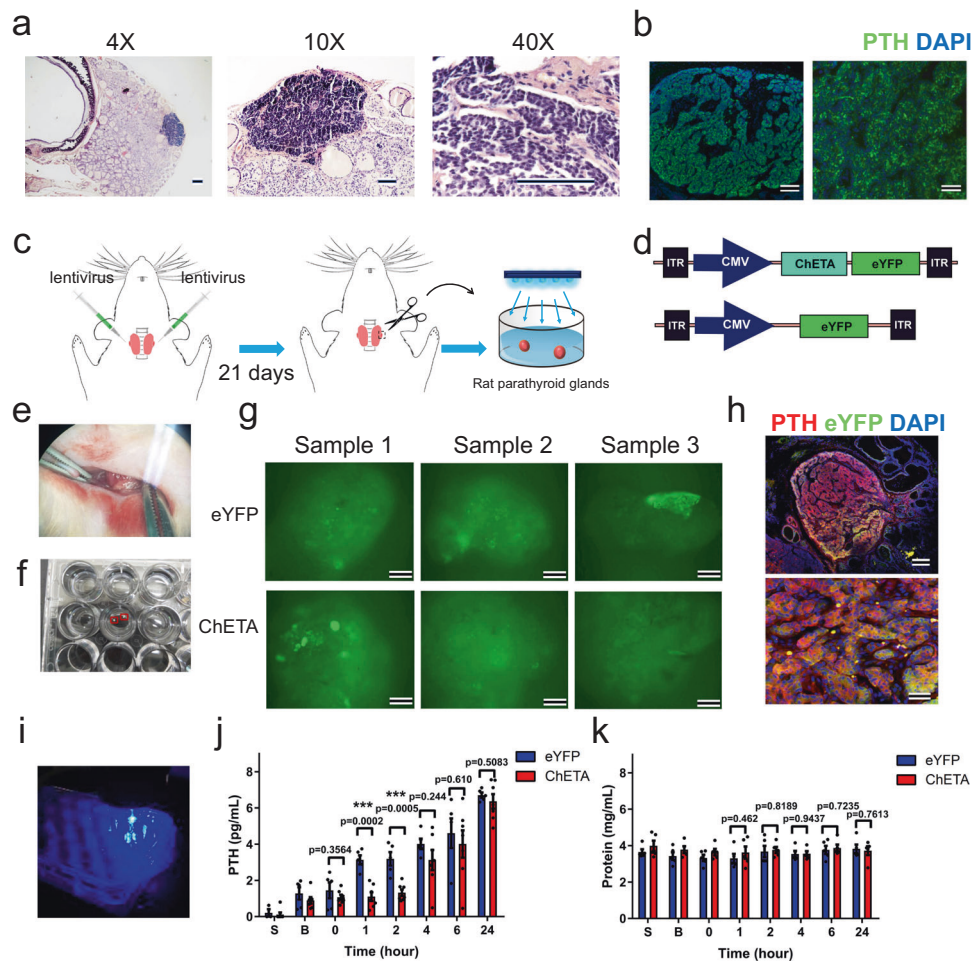 a
4X
10X
40X
b
PTH DAPI
c
lentivirus
lentivirus
21 days
Rat parathyroid glands
d
ITR
CMV
ChETA
eYFP
ITR
ITR
CMV
eYFP
ITR
e
f
g
Sample 1
Sample 2
Sample 3
eYFP
ChETA
h
PTH eYFP DAPI
i
j
eYFP
ChETA
PTH (pg/mL)
8
6
4
2
0
p=0.3564
***
p=0.0002
***
p=0.0005
p=0.244
p=0.610
p=0.5083
S
B
0
1
2
4
6
24
Time (hour)
k
eYFP
ChETA
Protein (mg/mL)
8
6
4
2
0
p=0.462
p=0.8189
p=0.9437
p=0.7235
p=0.7613
S
B
0
1
2
4
6
24
Time (hour)